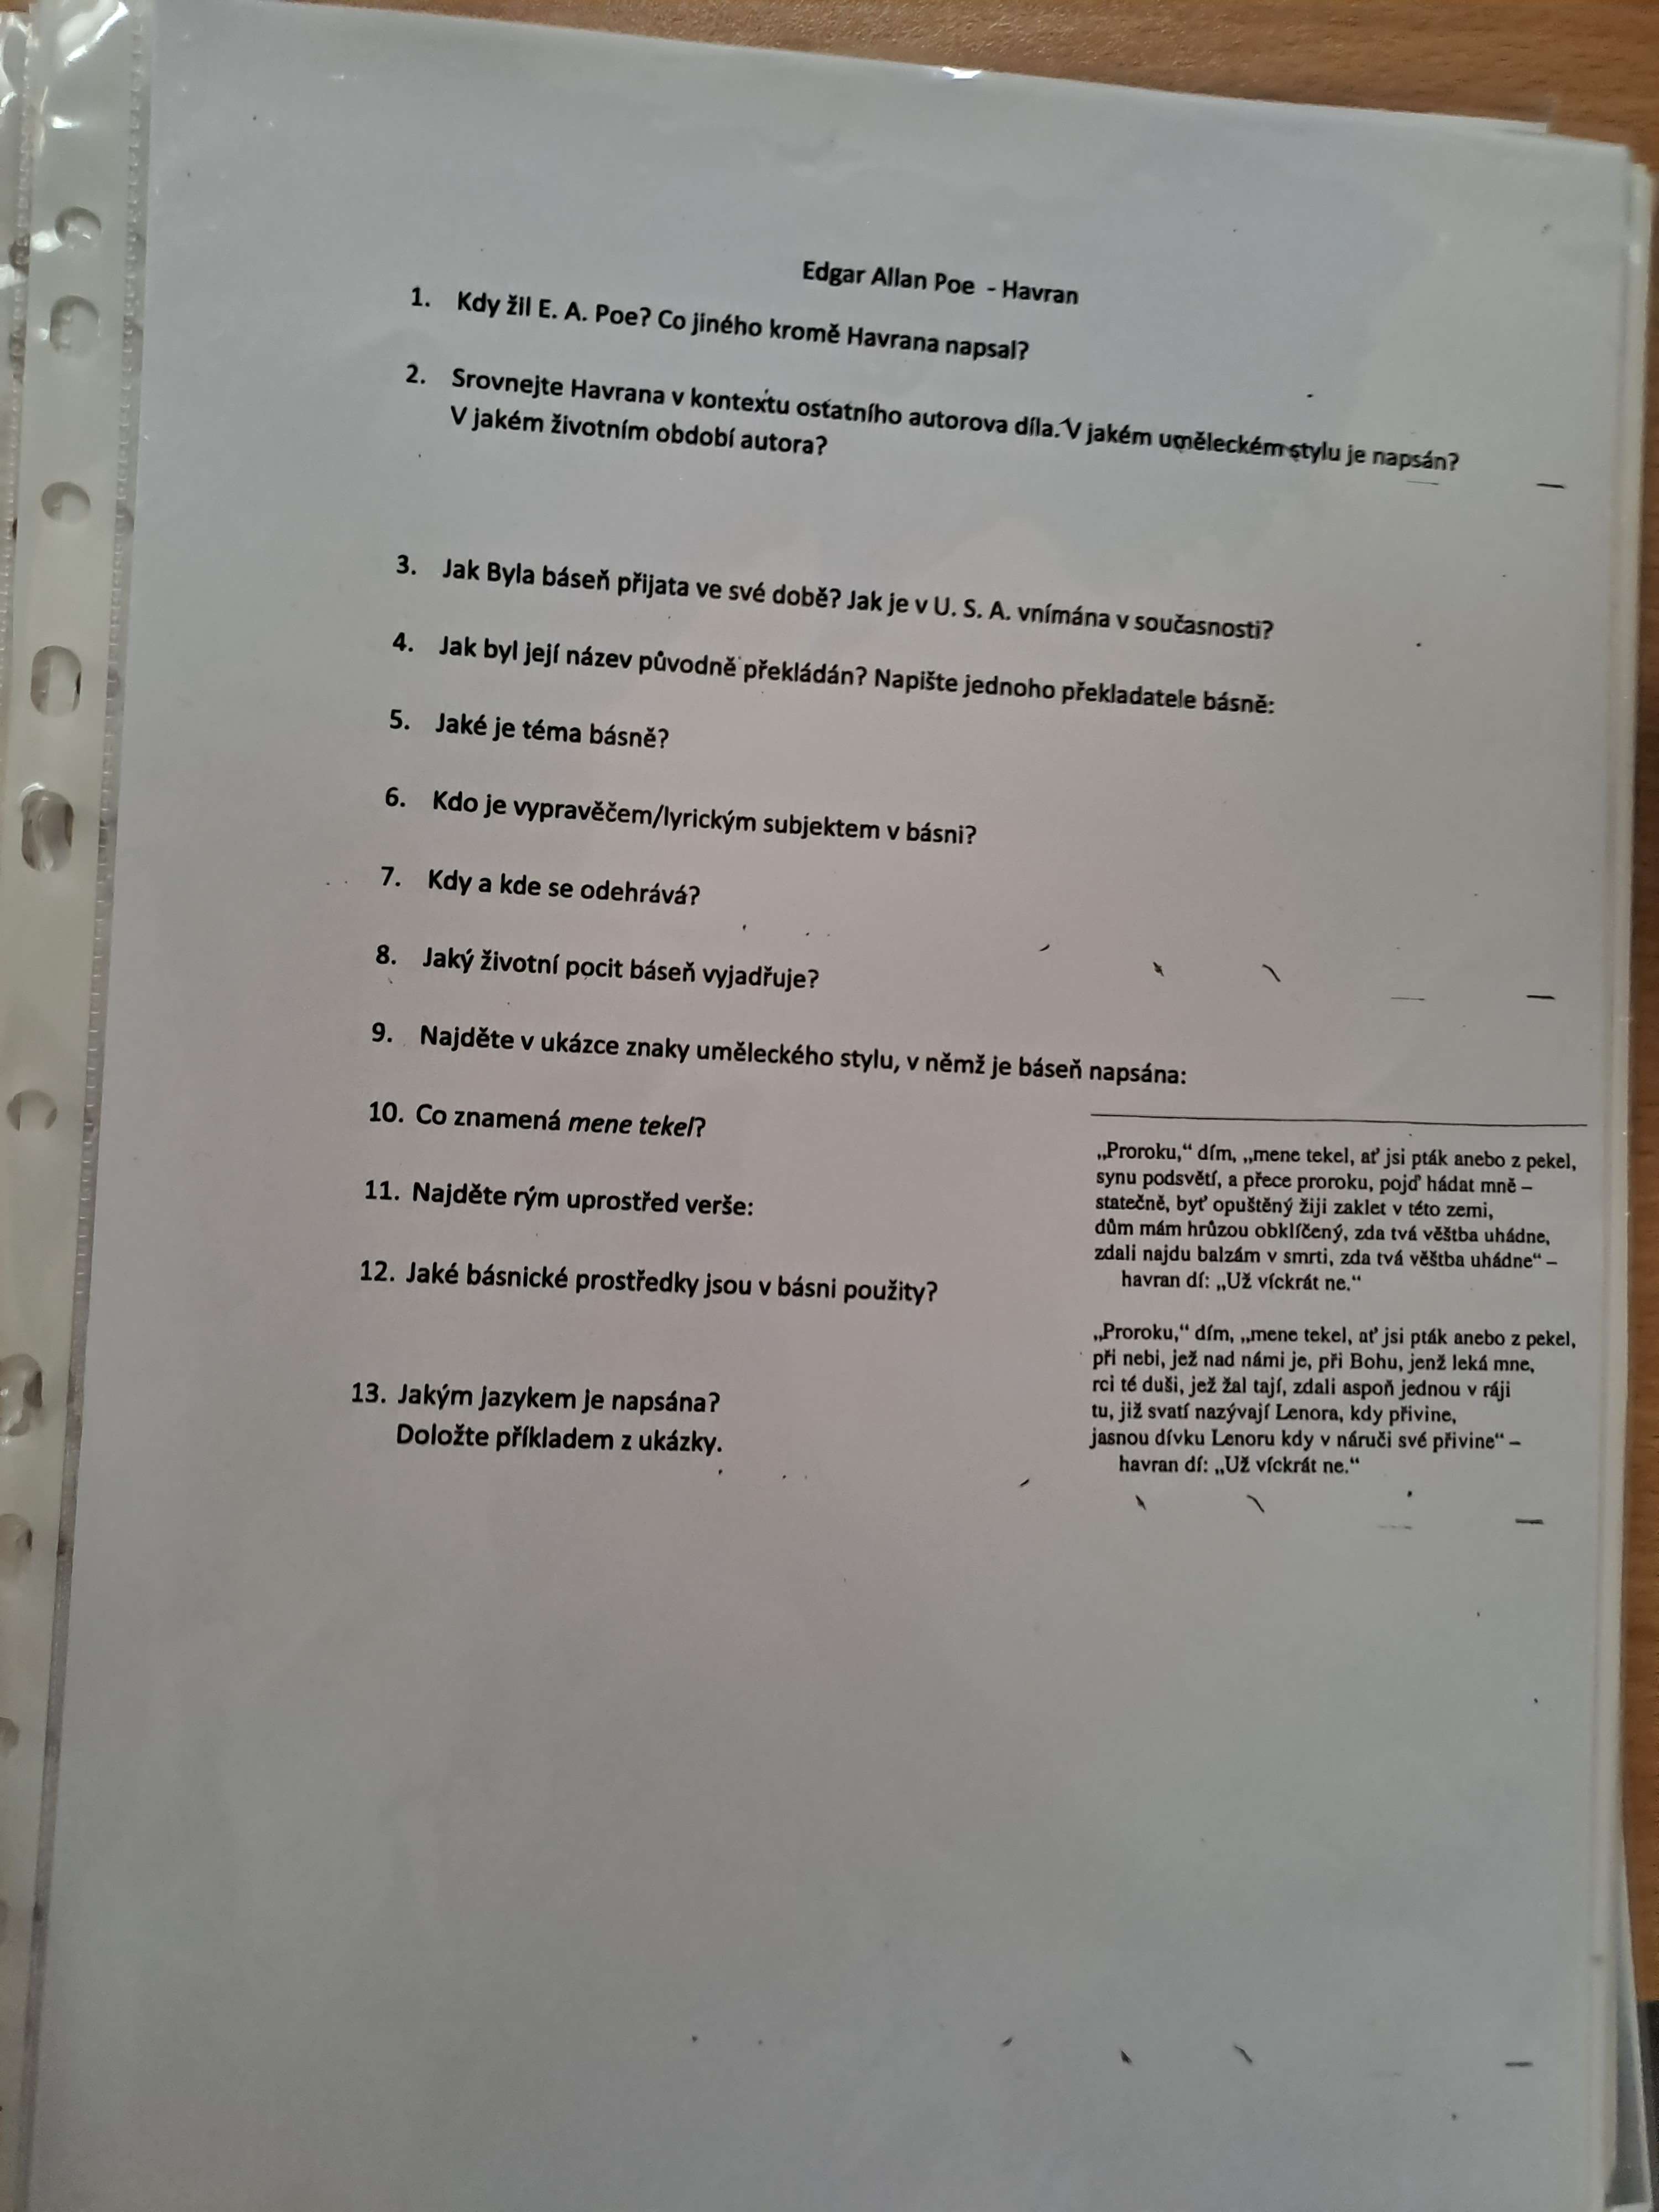 Edgar Allan Poe - Havran
1. Kdy žil E. A. Poe? Co jiného kromě Havrana napsal?
2. Srovnejte Havrana v kontextu ostatního autorova díla. V jakém uměleckém stylu je napsán?
V jakém životním období autora?
3. Jak Byla báseň přijata ve své době? Jak je v U. S. A. vnímána v současnosti?
4. Jak byl její název původně překládán? Napište jednoho překladatele básně:
5. Jaké je téma básně?
6. Kdo je vypravěčem/lyrickým subjektem v básni?
7. Kdy a kde se odehrává?
8. Jaký životní pocit báseň vyjadřuje?
9. Najděte v ukázce znaky uměleckého stylu, v němž je báseň napsána:
10. Co znamená mene tekel?
11. Najděte rým uprostřed verše:
12. Jaké básnické prostředky jsou v básni použity?
13. Jakým jazykem je napsána?
Doložte příkladem z ukázky.
„Proroku,“ dím, „mene tekel, ať jsi pták anebo z pekel,
synu podsvětí, a přece proroku, pojď hádat mně –
statečně, byť opuštěný žiji zaklet v této zemi,
dům mám hrůzou obklíčený, zda tvá věštba uhádne,
zdali najdu balzám v smrti, zda tvá věštba uhádne“ –
havran dí: „Už víckrát ne.“
„Proroku,“ dím, „mene tekel, ať jsi pták anebo z pekel,
při nebi, jež nad námi je, při Bohu, jenž leká mne,
rci té duši, jež žal tají, zdali aspoň jednou v ráji
tu, již svatí nazývají Lenora, kdy přivine,
jasnou dívku Lenoru kdy v náruči své přivine“ –
havran dí: „Už víckrát ne.“